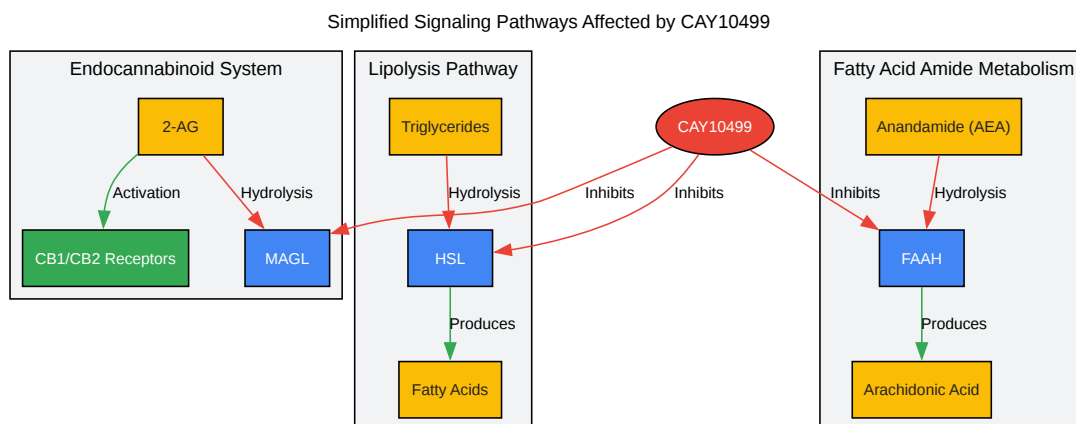 Simplified Signaling Pathways Affected by CAY10499
Endocannabinoid System
Lipolysis Pathway
Fatty Acid Amide Metabolism
2-AG
Triglycerides
CAY10499
Anandamide (AEA)
Activation
Hydrolysis
Hydrolysis
Inhibits
Inhibits
Inhibits
Hydrolysis
CB1/CB2 Receptors
MAGL
HSL
FAAH
Produces
Produces
Fatty Acids
Arachidonic Acid